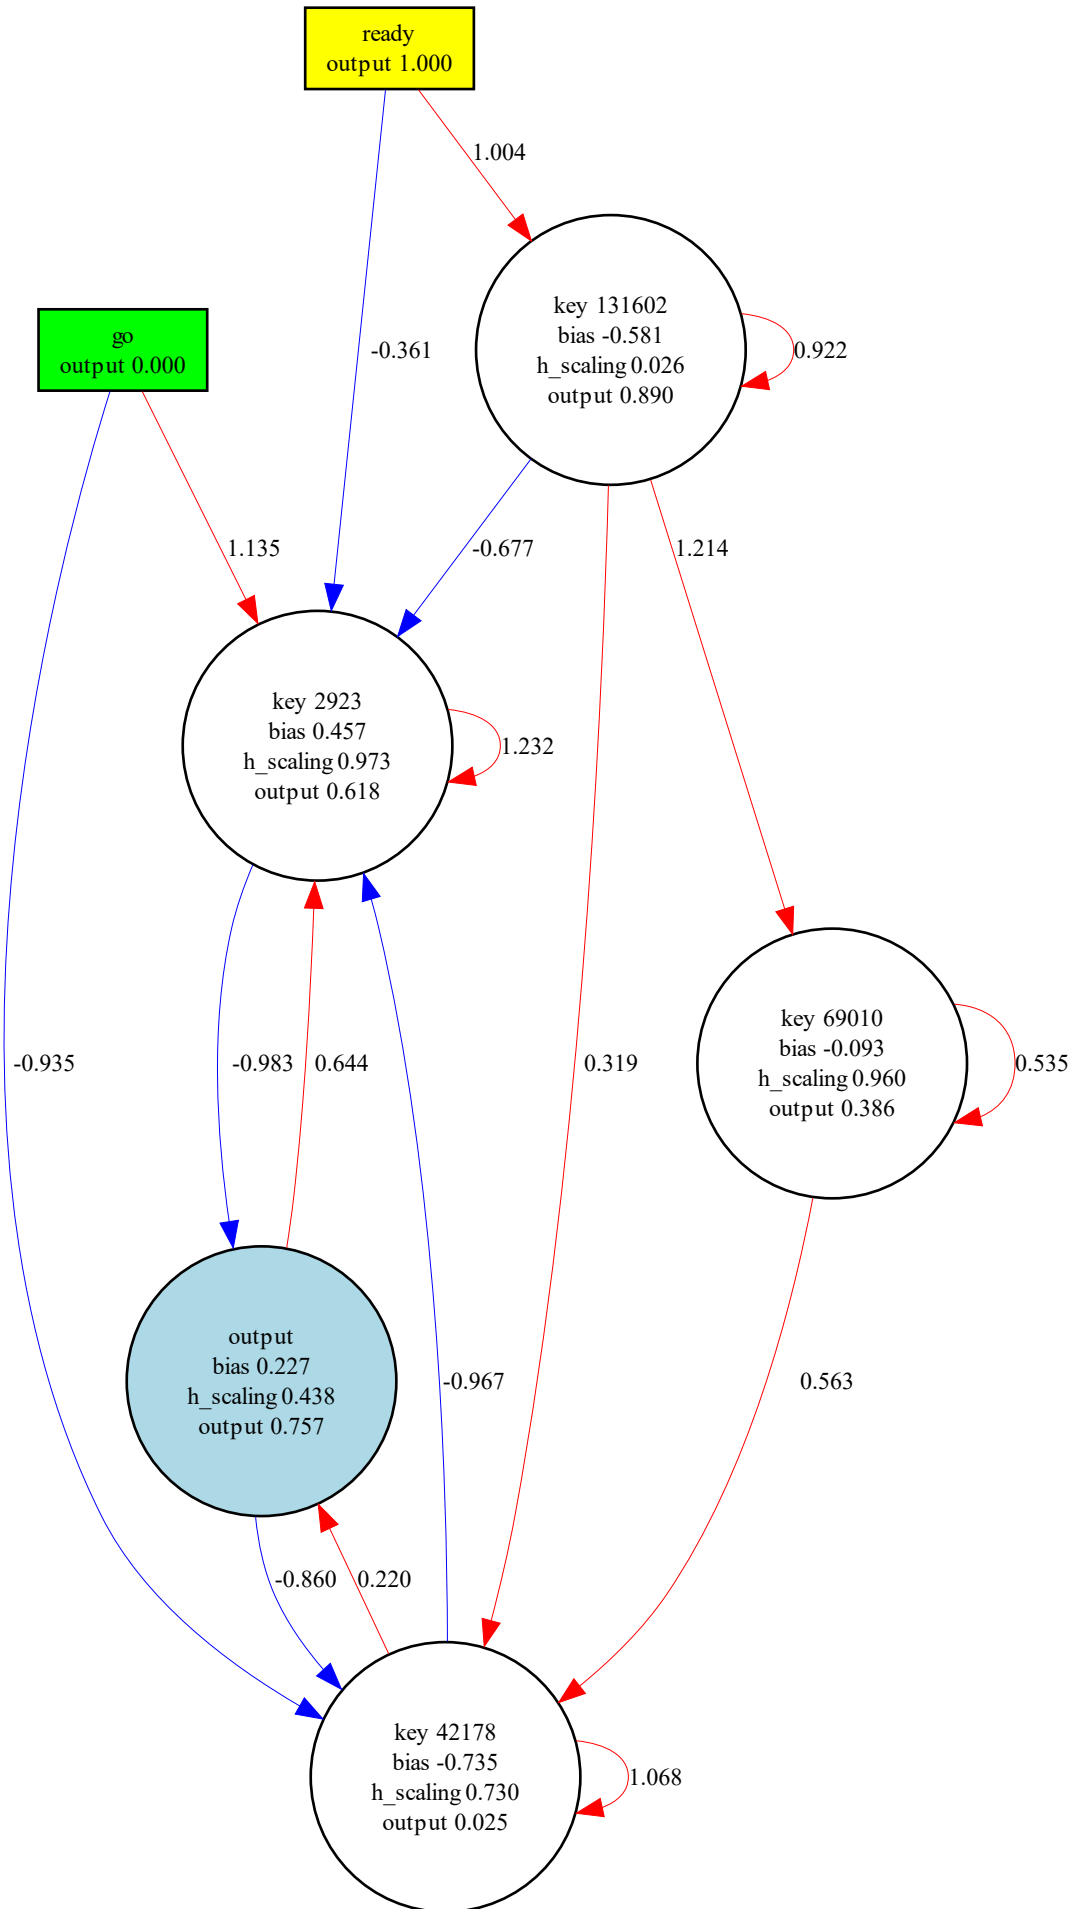 ready
output 1.000
1.004
go
output 0.000
key 131602
bias -0.581
h_scaling 0.026
output 0.890
0.922
-0.361
1.135
-0.677
1.214
key 2923
bias 0.457
h_scaling 0.973
output 0.618
1.232
-0.935
-0.983
0.644
0.319
key 69010
bias -0.093
h_scaling 0.960
output 0.386
0.535
output
bias 0.227
h_scaling 0.438
output 0.757
-0.967
0.563
-0.860
0.220
key 42178
bias -0.735
h_scaling 0.730
output 0.025
1.068